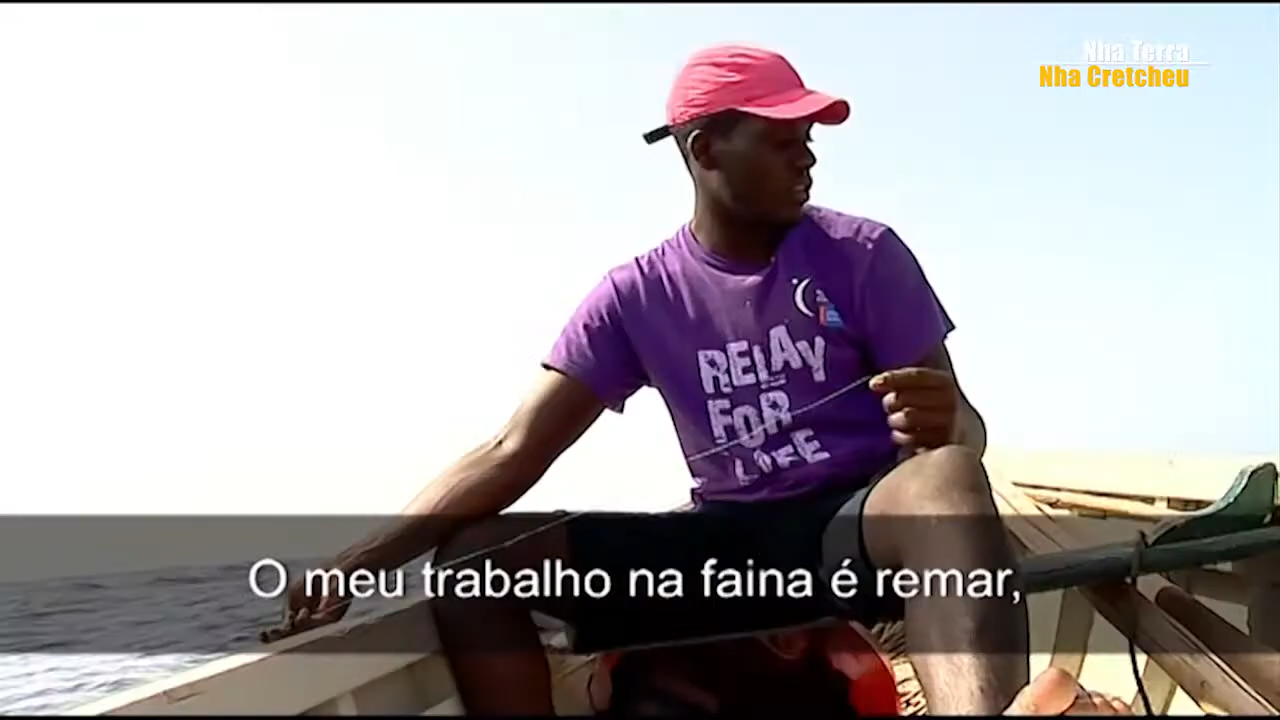 Nha Terra
Nha Cretcheu
RELAY
FOR
LIFE
O meu trabalho na faina é remar,